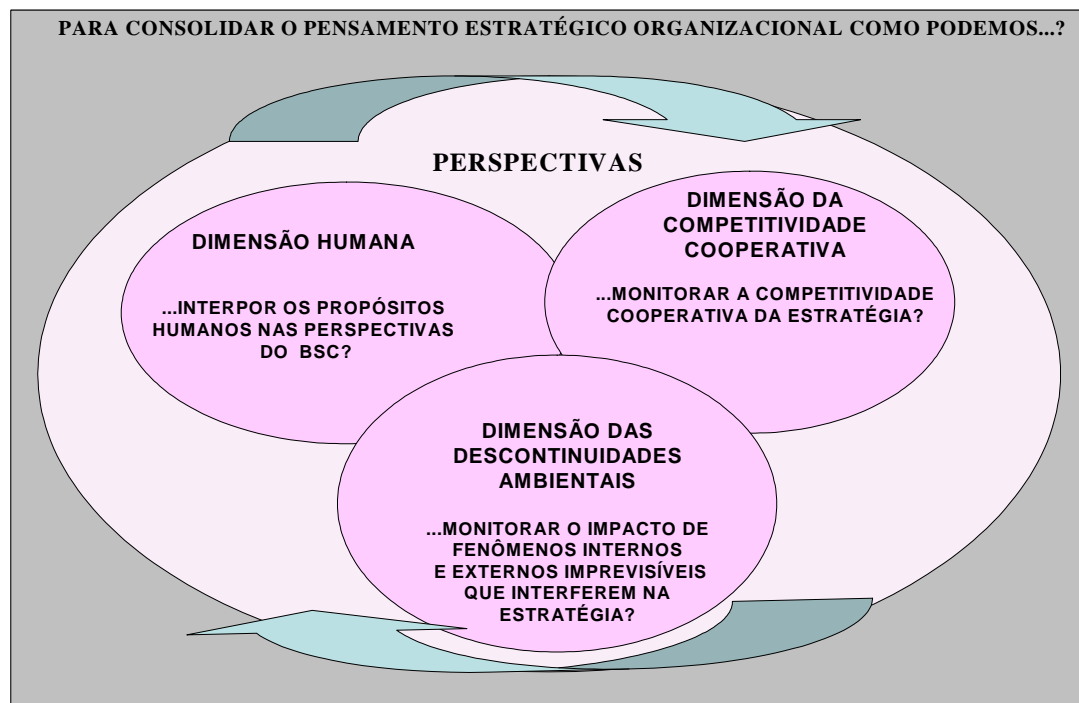 PARA CONSOLIDAR O PENSAMENTO ESTRATÉGICO ORGANIZACIONAL COMO PODEMOS...?
PERSPECTIVAS
DIMENSÃO HUMANA
...INTERPOR OS PROPÓSITOS
HUMANOS NAS PERSPECTIVAS
DO BSC?
DIMENSÃO DA
COMPETITIVIDADE
COOPERATIVA
...MONITORAR A COMPETITIVIDADE
COOPERATIVA DA ESTRATÉGIA?
DIMENSÃO DAS
DESCONTINUIDADES
AMBIENTAIS
...MONITORAR O IMPACTO DE
FENÔMENOS INTERNOS
E EXTERNOS IMPREVISÍVEIS
QUE INTERFEREM NA
ESTRATÉGIA?